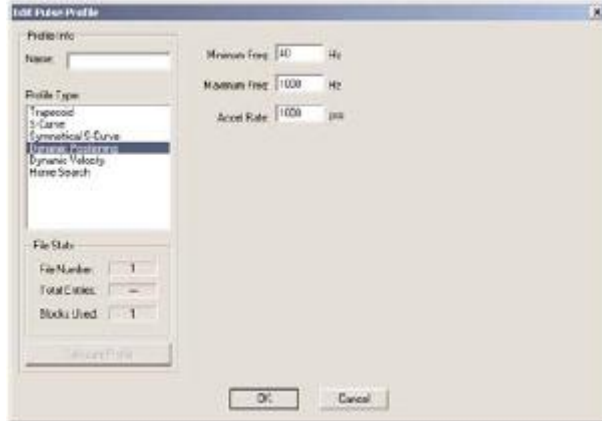 Edit Pulse Profile
Profile Info
Name:
Profile Type:
Trapezoid
S-Curve
Symmetrical S-Curve
Dynamic Positioning
Dynamic Velocity
Home Search
File Stats
File Number: 1
Total Entries: ---
Blocks Used: 1
Calculate Profile
Minimum Freq: 40 Hz
Maximum Freq: 1000 Hz
Accel Rate: 1000
OK
Cancel